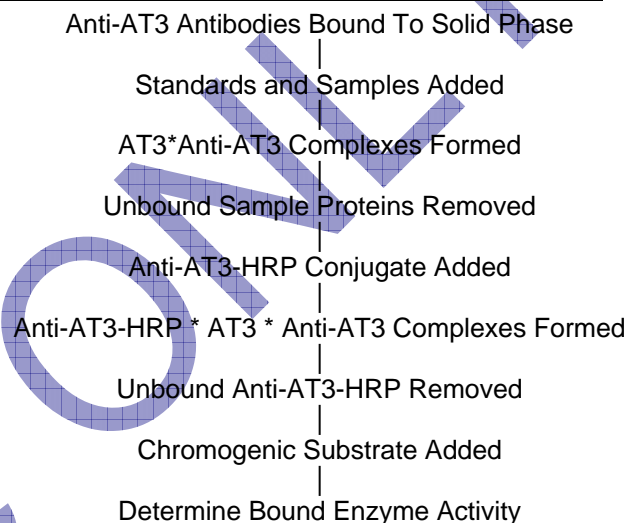 Anti-AT3 Antibodies Bound To Solid Phase
Standards and Samples Added
AT3*Anti-AT3 Complexes Formed
Unbound Sample Proteins Removed
Anti-AT3-HRP Conjugate Added
Anti-AT3-HRP * AT3 * Anti-AT3 Complexes Formed
Unbound Anti-AT3-HRP Removed
Chromogenic Substrate Added
Determine Bound Enzyme Activity